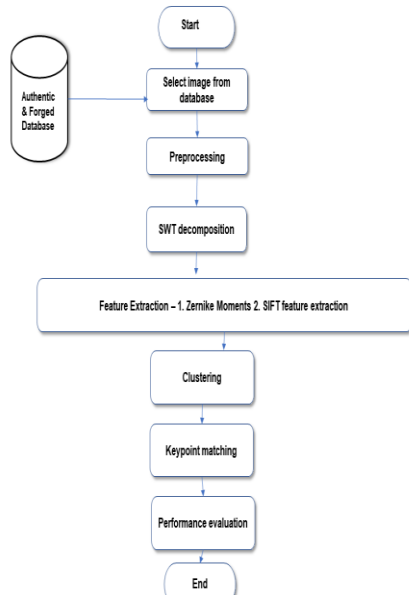 Start
Select image from
database
Authentic
& Forged
Database
Preprocessing
SWT decomposition
Feature Extraction – 1. Zernike Moments 2. SIFT feature extraction
Clustering
Keypoint matching
Performance evaluation
End